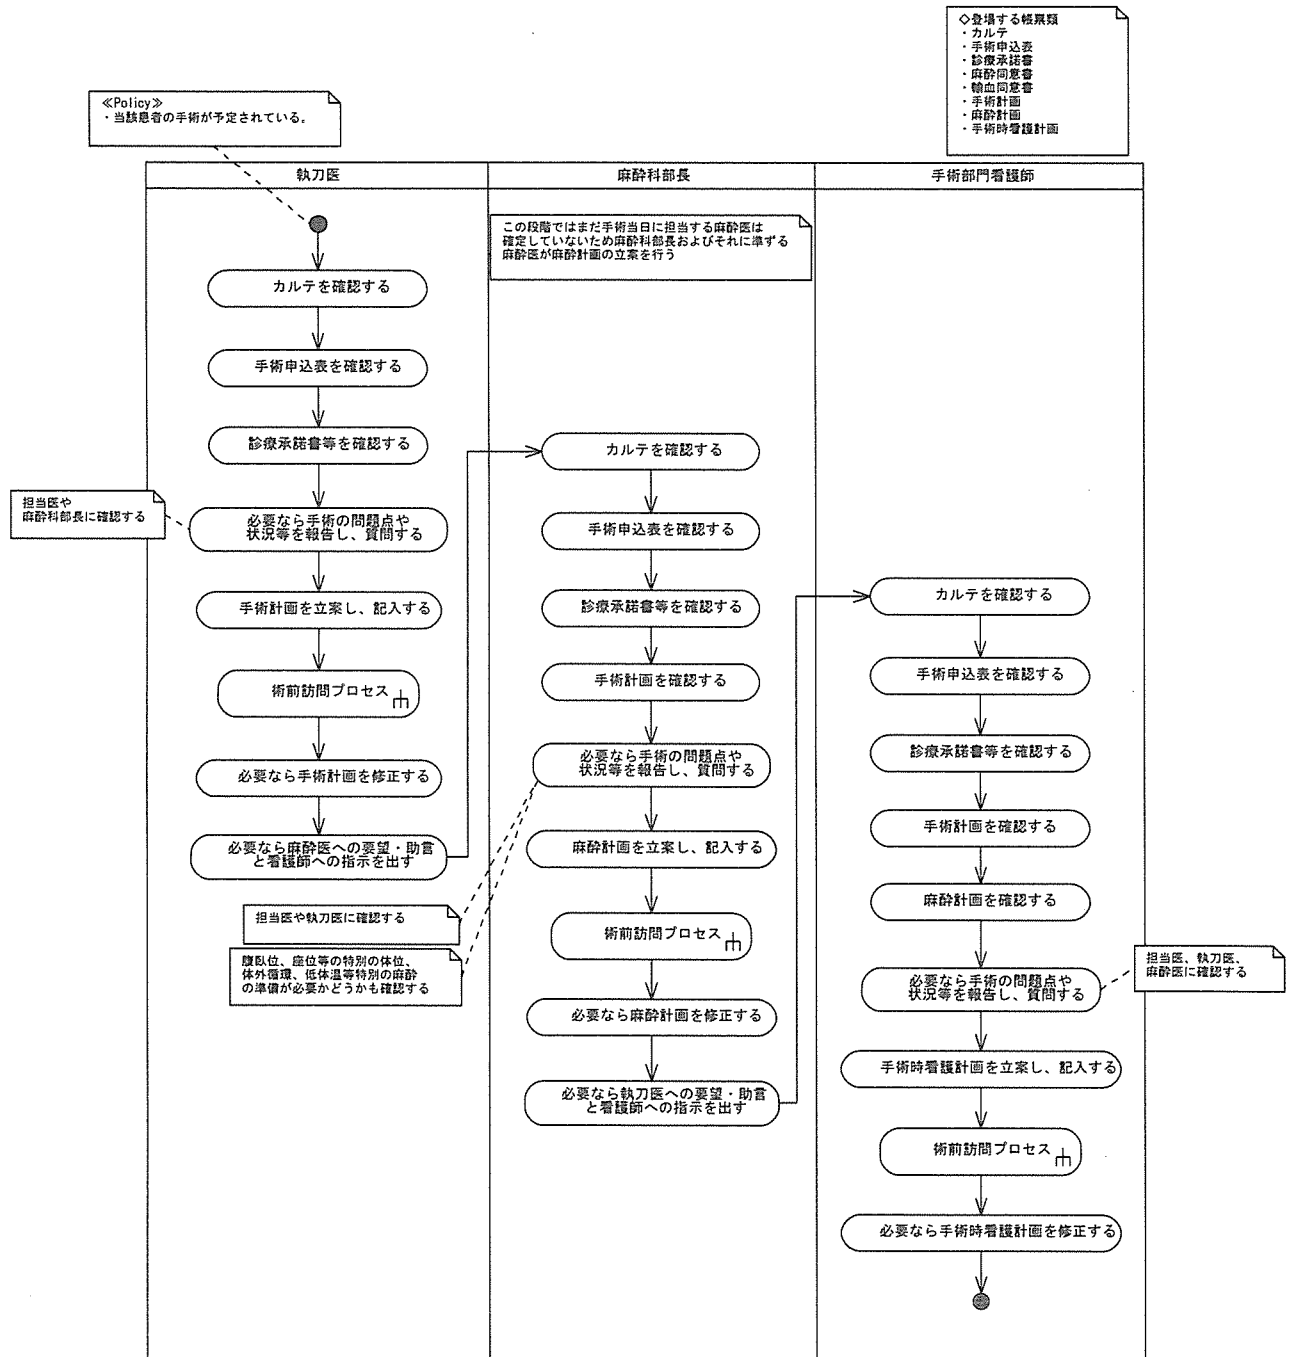 ◇登場する帳票類
・カルテ
・手術申込表
・診療承諾書
・麻酔同意書
・輸血同意書
・手術計画
・麻酔計画
・手術時看護計画
≪Policy≫
・当該患者の手術が予定されている。
執刀医
麻酔科部長
手術部門看護師
この段階ではまだ手術当日に担当する麻酔医は
確定していないため麻酔科部長およびそれに準ずる
麻酔医が麻酔計画の立案を行う
カルテを確認する
手術申込表を確認する
診療承諾書等を確認する
担当医や
麻酔科部長に確認する
必要なら手術の問題点や
状況等を報告し、質問する
手術計画を立案し、記入する
術前訪問プロセス
必要なら手術計画を修正する
必要なら麻酔医への要望・助言
と看護師への指示を出す
カルテを確認する
手術申込表を確認する
診療承諾書等を確認する
手術計画を確認する
必要なら手術の問題点や
状況等を報告し、質問する
麻酔計画を立案し、記入する
担当医や執刀医に確認する
腹臥位、座位等の特別の体位、
体外循環、低体温等特別の麻酔
の準備が必要かどうかも確認する
術前訪問プロセス
必要なら麻酔計画を修正する
必要なら執刀医への要望・助言
と看護師への指示を出す
カルテを確認する
手術申込表を確認する
診療承諾書等を確認する
手術計画を確認する
麻酔計画を確認する
担当医、執刀医、
麻酔医に確認する
必要なら手術の問題点や
状況等を報告し、質問する
手術時看護計画を立案し、記入する
術前訪問プロセス
必要なら手術時看護計画を修正する